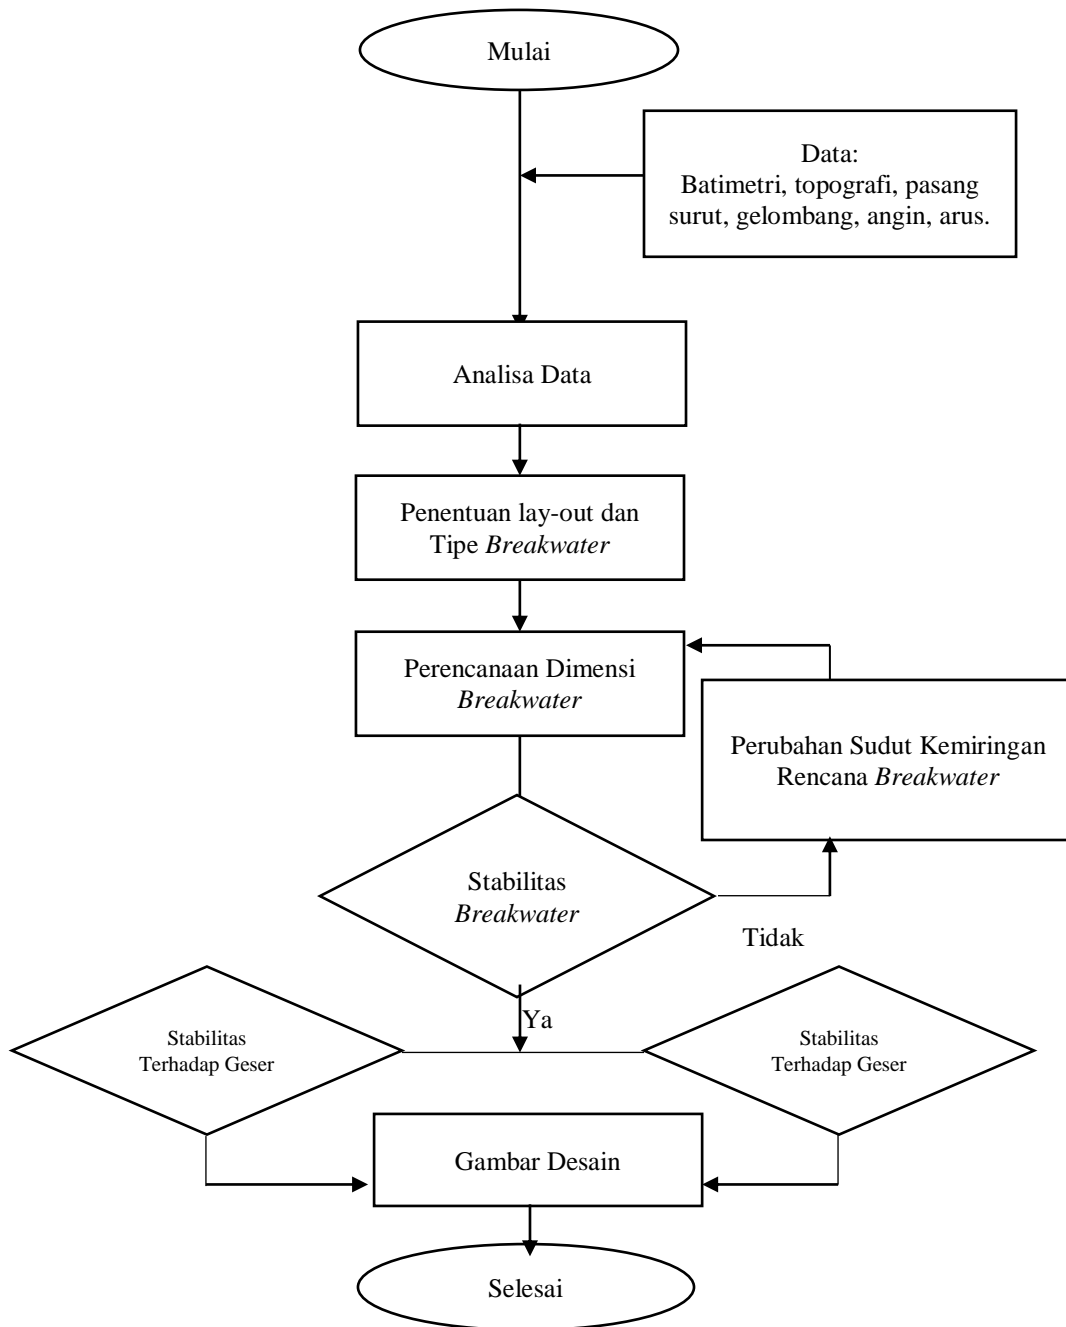 Mulai
Data:
Batimetri, topografi, pasang
surut, gelombang, angin, arus.
Analisa Data
Penentuan lay-out dan
Tipe Breakwater
Perencanaan Dimensi
Breakwater
Perubahan Sudut Kemiringan
Rencana Breakwater
Stabilitas
Breakwater
Tidak
Ya
Stabilitas
Terhadap Geser
Stabilitas
Terhadap Geser
Gambar Desain
Selesai